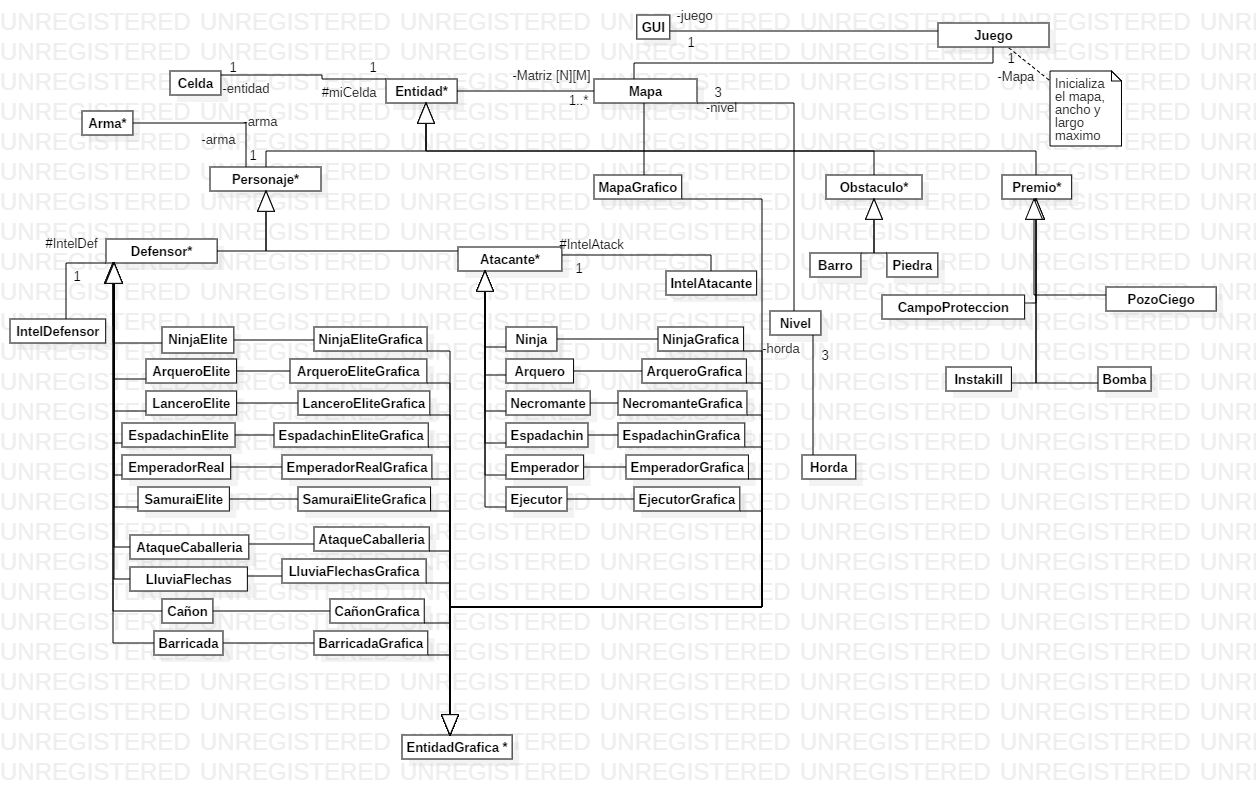 GUI
-juego
1
Juego
1
-Mapa
Inicializa
el mapa,
ancho y
largo
maximo
Celda
1
-entidad
1
#miCelda
Entidad*
-Matriz [N][M]
1..*
Mapa
3
-nivel
Arma*
-arma
-arma
1
Personaje*
MapaGrafico
Obstaculo*
Premio*
#IntelDef
1
Defensor*
Atacante*
#IntelAtack
1
IntelAtacante
Barro
Piedra
CampoProteccion
PozoCiego
IntelDefensor
Nivel
-horda
3
NinjaElite
NinjaEliteGrafica
Ninja
NinjaGrafica
ArqueroElite
ArqueroEliteGrafica
Arquero
ArqueroGrafica
Instakill
Bomba
LanceroElite
LanceroEliteGrafica
Necromante
NecromanteGrafica
EspadachinElite
EspadachinEliteGrafica
Espadachin
EspadachinGrafica
EmperadorReal
EmperadorRealGrafica
Emperador
EmperadorGrafica
Horda
SamuraiElite
SamuraiEliteGrafica
Ejecutor
EjecutorGrafica
AtaqueCaballeria
AtaqueCaballeria
LluviaFlechas
LluviaFlechasGrafica
Cañon
CañonGrafica
Barricada
BarricadaGrafica
EntidadGrafica *
UNREGISTERED